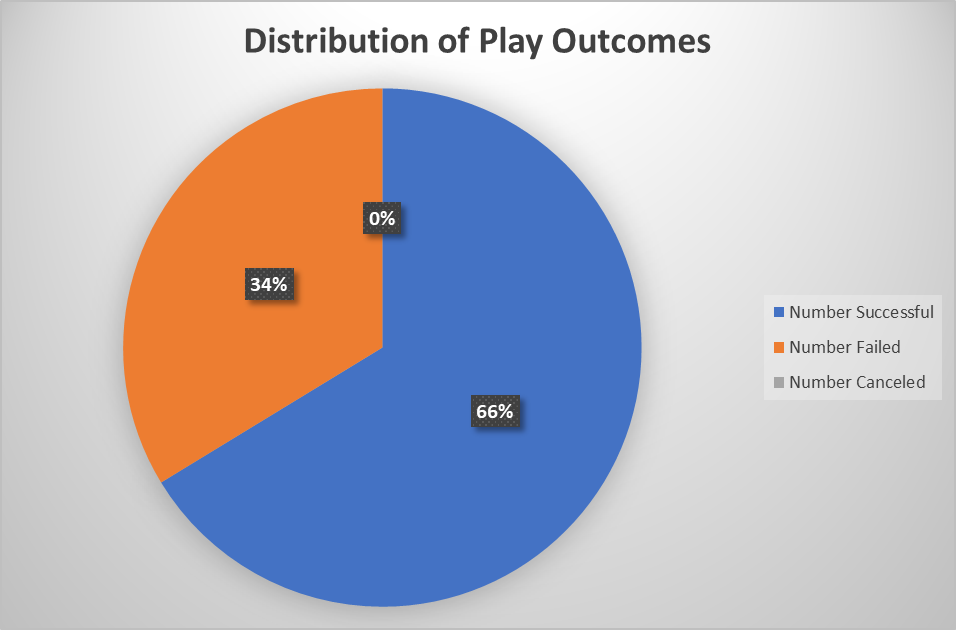 Distribution of Play Outcomes
0%
34%
66%
Number Successful
Number Failed
Number Canceled